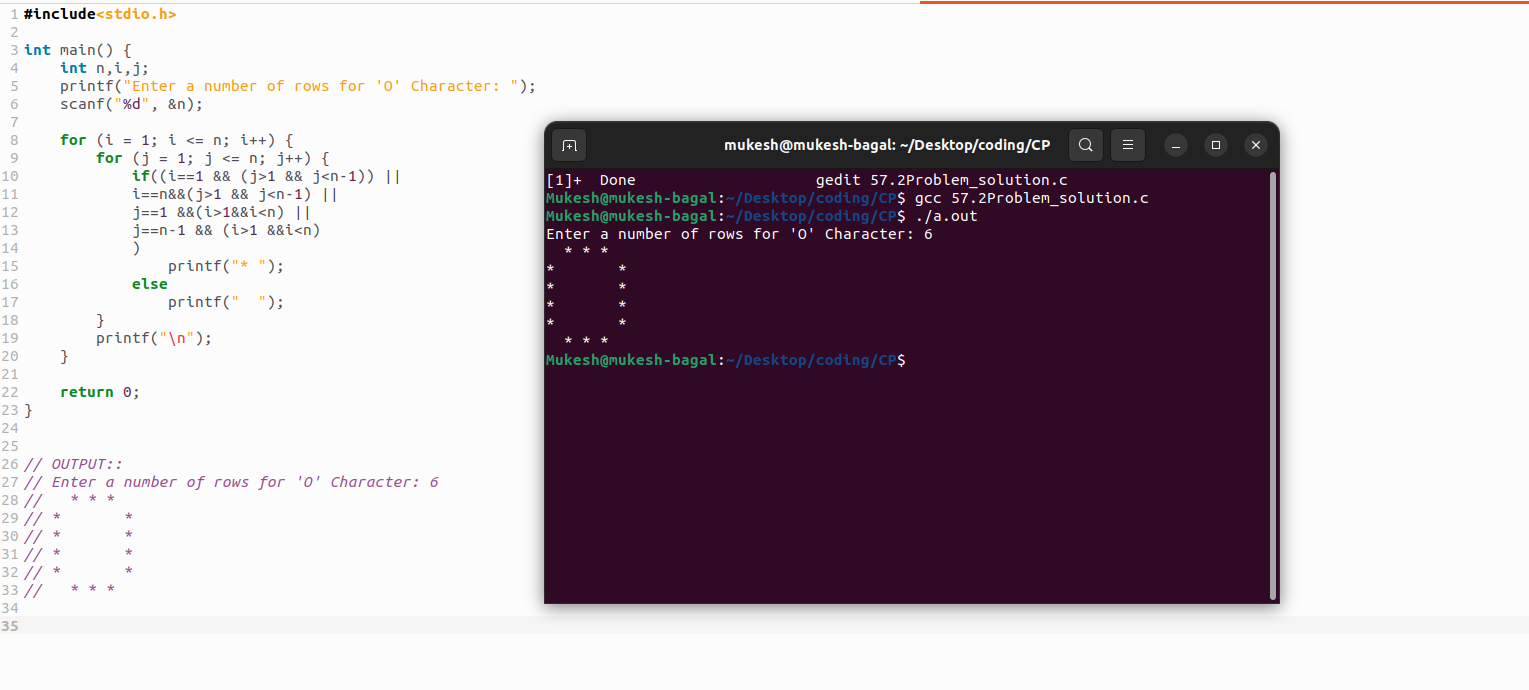 1 #include<stdio.h>
2
3 int main() {
4     int n,i,j;
5     printf("Enter a number of rows for 'O' Character: ");
6     scanf("%d", &n);
7
8     for (i = 1; i <= n; i++) {
9         for (j = 1; j <= n; j++) {
10             if((i==1 && (j>1 && j<n-1)) ||
11             i==n&&(j>1 && j<n-1) ||
12             j==1 &&(i>1&&i<n) ||
13             j==n-1 && (i>1 &&i<n)
14             )
15                 printf("* ");
16             else
17                 printf("  ");
18         }
19         printf("\n");
20     }
21
22     return 0;
23 }
24
25
26 // OUTPUT::
27 // Enter a number of rows for 'O' Character: 6
28 //   * * *
29 // *       *
30 // *       *
31 // *       *
32 // *       *
33 //   * * *
34
35
mukesh@mukesh-bagal: ~/Desktop/coding/CP
[1]+  Done                    gedit 57.2Problem_solution.c
Mukesh@mukesh-bagal:~/Desktop/coding/CP$ gcc 57.2Problem_solution.c
Mukesh@mukesh-bagal:~/Desktop/coding/CP$ ./a.out
Enter a number of rows for 'O' Character: 6
  * * *
*       *
*       *
*       *
*       *
  * * *
Mukesh@mukesh-bagal:~/Desktop/coding/CP$